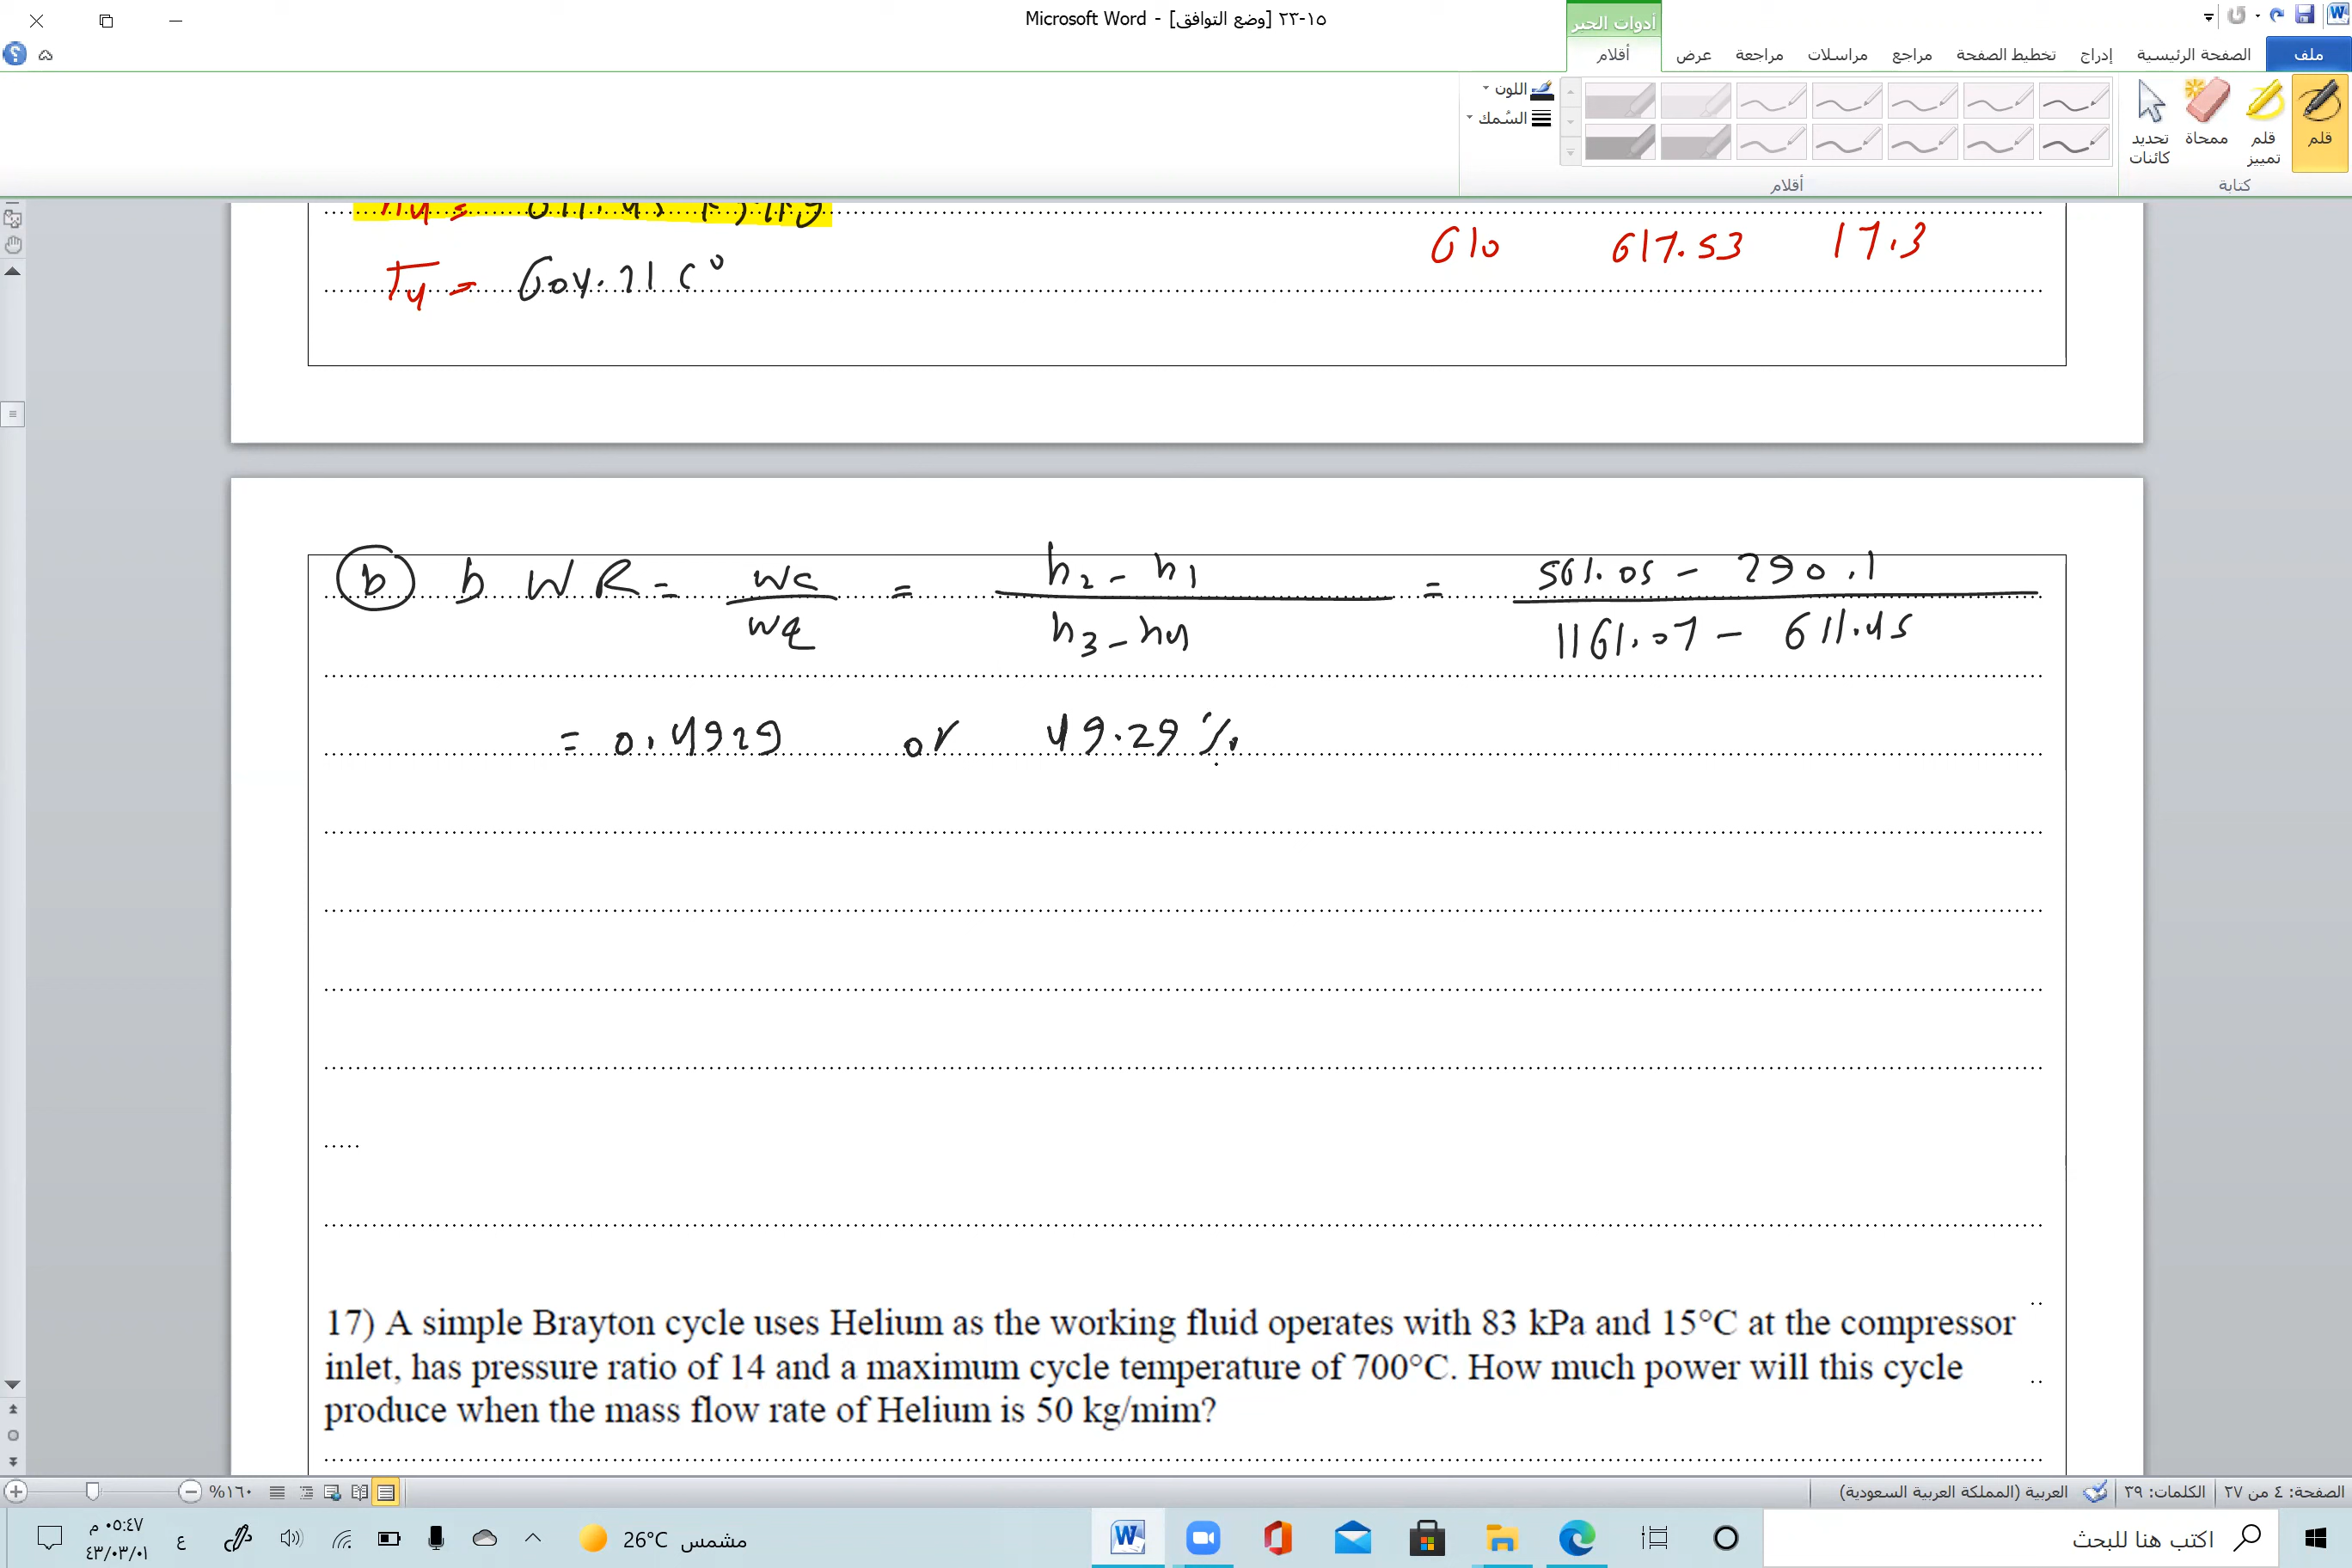 ٢٣-١٥ [وضع التوافق] - Microsoft Word
أدوات الحبر
ملف الصفحة الرئيسية إدراج تخطيط الصفحة مراجع مراسلات مراجعة عرض أقلام
قلم قلم تمييز ممحاة تحديد كائنات
اللون
السُمك
كتابة
أقلام
610 617.53 17.3
T4 = 604.21 C°
b bWR = wc / wt = h2 - h1 / h3 - h4 = 561.05 - 290.1 / 1161.07 - 611.45
= 0.4929 or 49.29 %
17) A simple Brayton cycle uses Helium as the working fluid operates with 83 kPa and 15°C at the compressor
inlet, has pressure ratio of 14 and a maximum cycle temperature of 700°C. How much power will this cycle
produce when the mass flow rate of Helium is 50 kg/mim?
الصفحة: ٤ من ٢٧ الكلمات: ٣٩ العربية (المملكة العربية السعودية) %١٦٠
اكتب هنا للبحث
26°C مشمس
ع
٠٥:٤٧ م
٤٣/٠٣/٠١